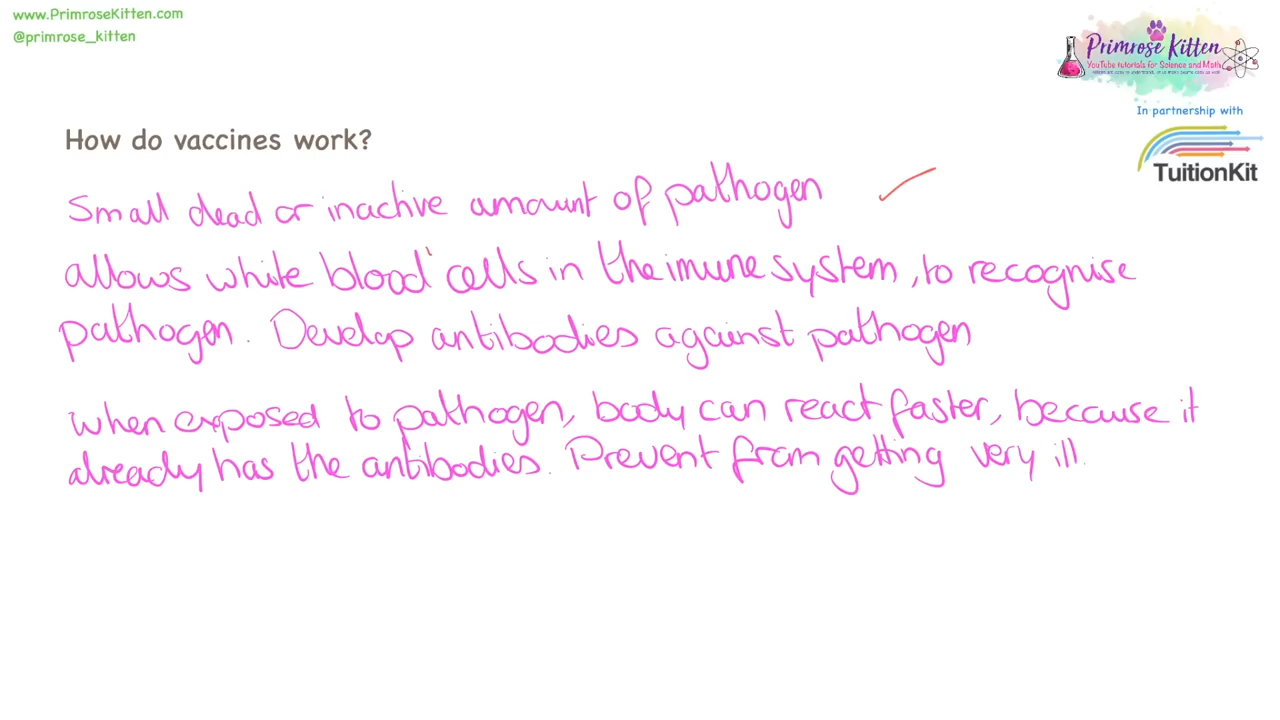 www.PrimroseKitten.com
@primrose_kitten
Primrose Kitten
YouTube tutorials for Science and Math
In partnership with
TuitionKit
How do vaccines work?
Small dead or inactive amount of pathogen
allows white blood cells in the imune system, to recognise
pathogen. Develop antibodies against pathogen
when exposed to pathogen, body can react faster, because it
already has the antibodies. Prevent from getting very ill.